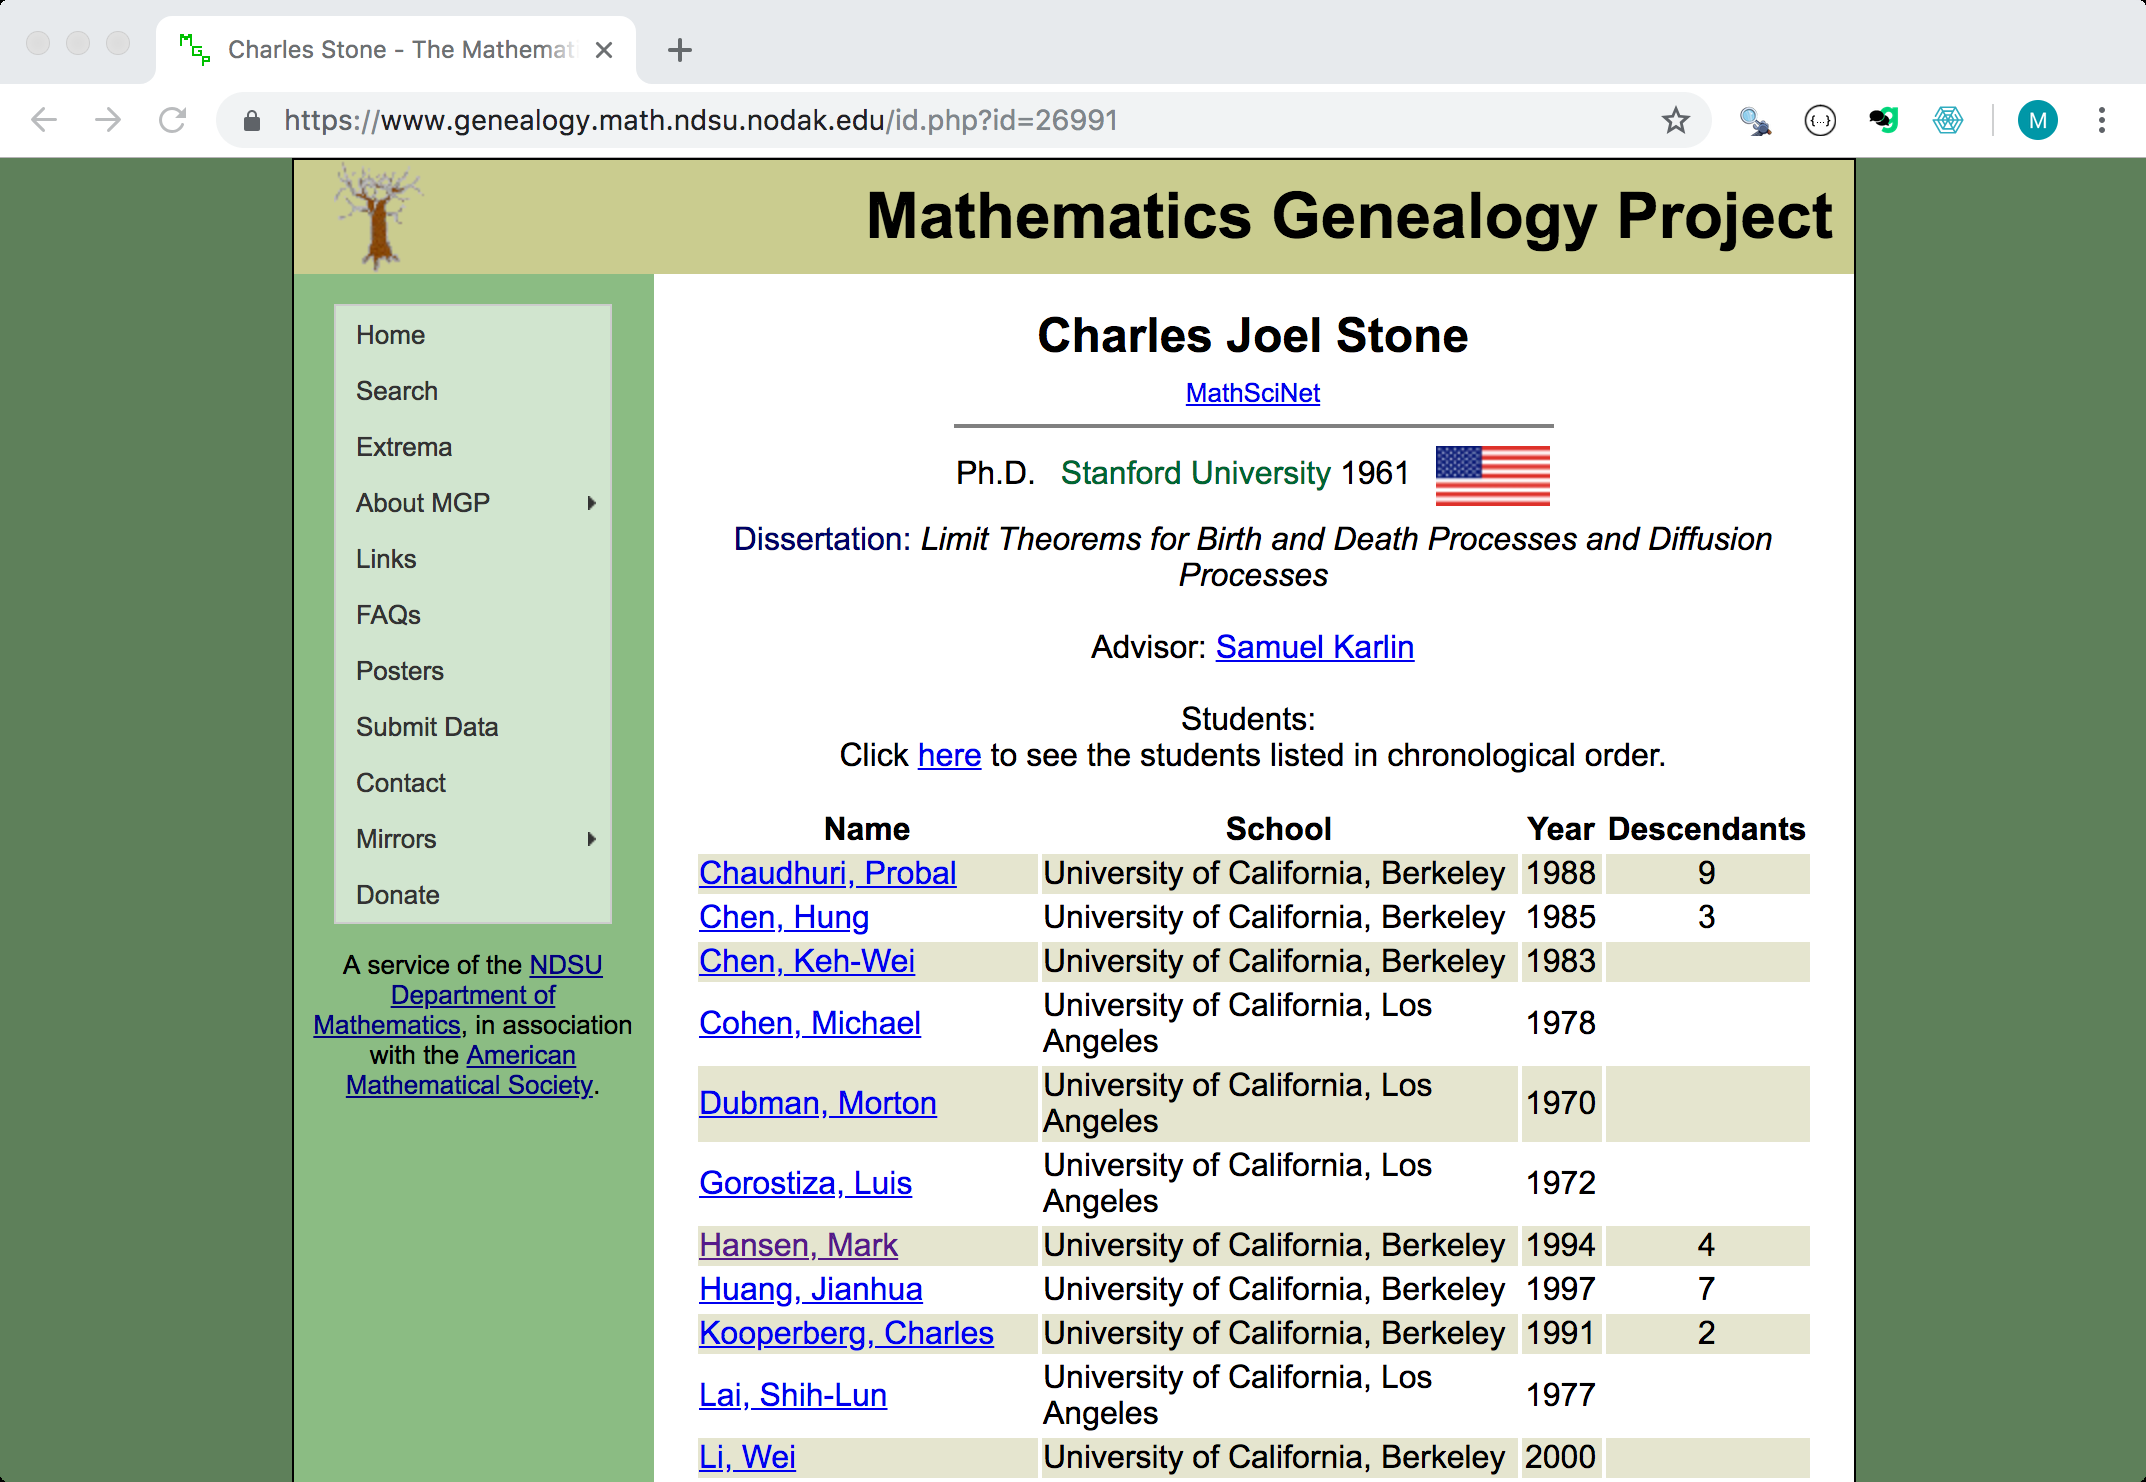 MGP
Charles Stone - The Mathemat
https://www.genealogy.math.ndsu.nodak.edu/id.php?id=26991
{...}
M
Mathematics Genealogy Project
Home
Search
Extrema
About MGP
Links
FAQs
Posters
Submit Data
Contact
Mirrors
Donate
A service of the NDSU
Department of
Mathematics, in association
with the American
Mathematical Society.
Charles Joel Stone
MathSciNet
Ph.D. Stanford University 1961
Dissertation: Limit Theorems for Birth and Death Processes and Diffusion
Processes
Advisor: Samuel Karlin
Students:
Click here to see the students listed in chronological order.
Name School Year Descendants
Chaudhuri, Probal University of California, Berkeley 1988 9
Chen, Hung University of California, Berkeley 1985 3
Chen, Keh-Wei University of California, Berkeley 1983
Cohen, Michael University of California, Los
Angeles 1978
Dubman, Morton University of California, Los
Angeles 1970
Gorostiza, Luis University of California, Los
Angeles 1972
Hansen, Mark University of California, Berkeley 1994 4
Huang, Jianhua University of California, Berkeley 1997 7
Kooperberg, Charles University of California, Berkeley 1991 2
Lai, Shih-Lun University of California, Los
Angeles 1977
Li, Wei University of California, Berkeley 2000